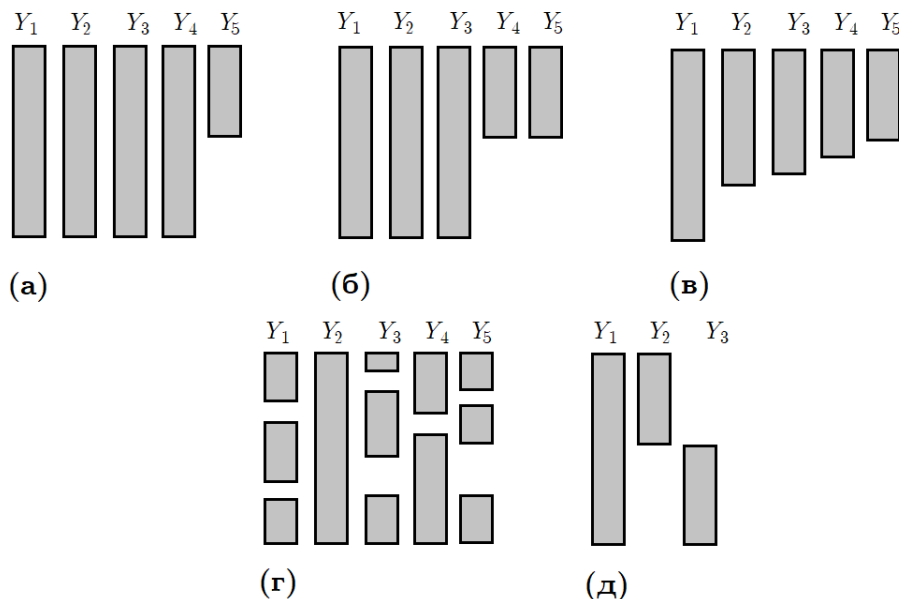 Y₁ Y₂ Y₃ Y₄ Y₅
Y₁ Y₂ Y₃ Y₄ Y₅
Y₁ Y₂ Y₃ Y₄ Y₅
(а)
(б)
(в)
Y₁ Y₂ Y₃ Y₄ Y₅
Y₁ Y₂ Y₃
(г)
(д)